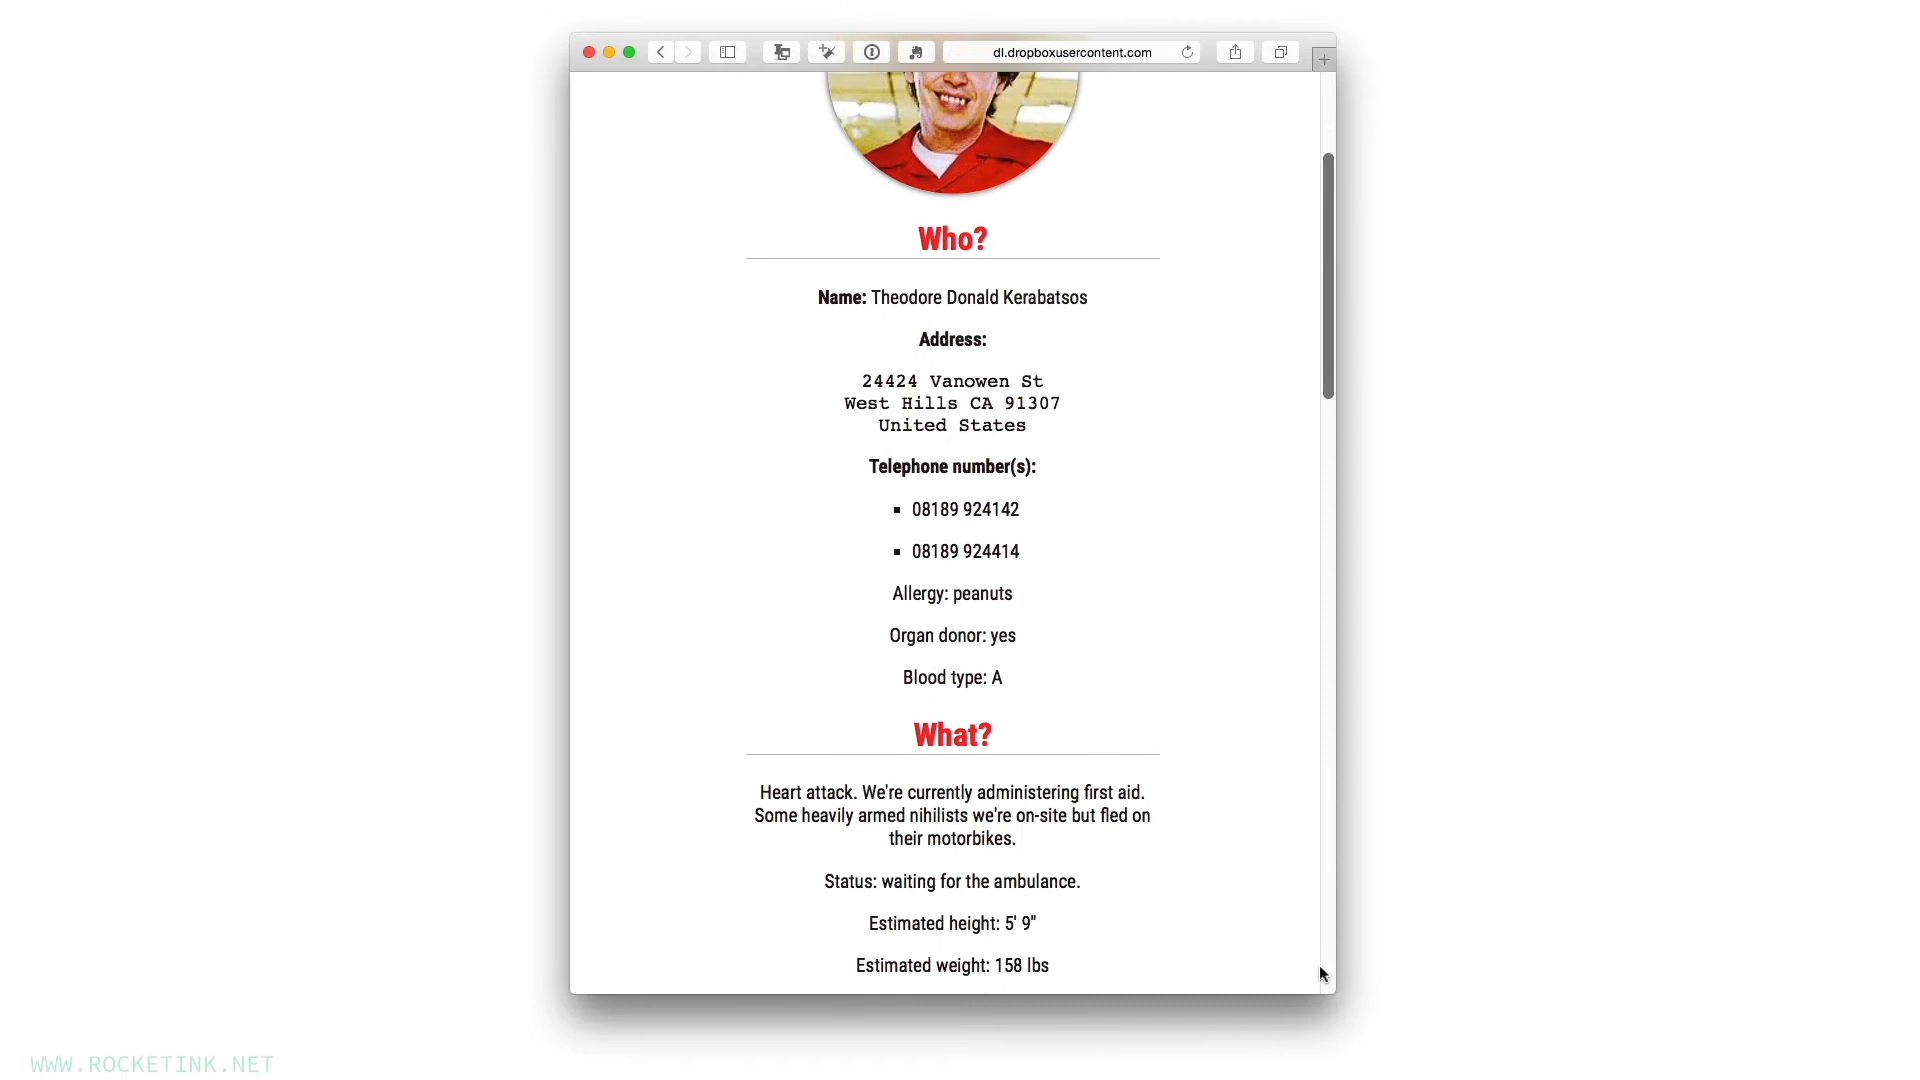 dl.dropboxusercontent.com
Who?
Name: Theodore Donald Kerabatsos
Address:
24424 Vanowen St
West Hills CA 91307
United States
Telephone number(s):
▪ 08189 924142
▪ 08189 924414
Allergy: peanuts
Organ donor: yes
Blood type: A
What?
Heart attack. We're currently administering first aid.
Some heavily armed nihilists we're on-site but fled on
their motorbikes.
Status: waiting for the ambulance.
Estimated height: 5' 9"
Estimated weight: 158 lbs
WWW.ROCKETINK.NET